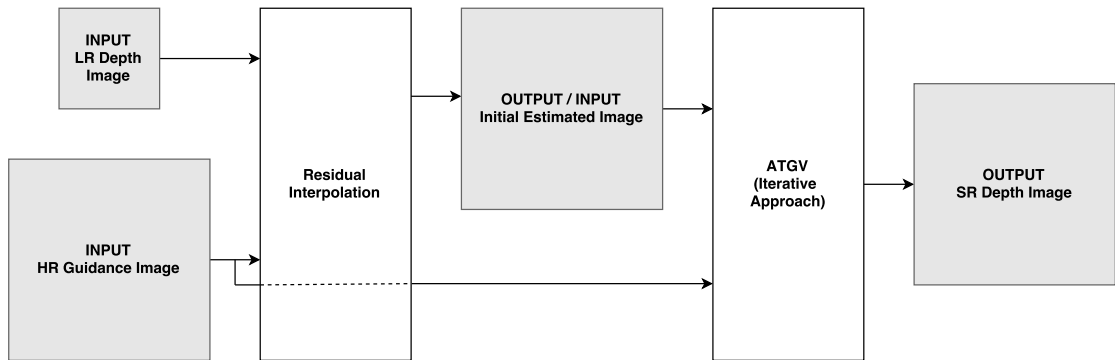 INPUT
LR Depth
Image
INPUT
HR Guidance Image
Residual
Interpolation
OUTPUT / INPUT
Initial Estimated Image
ATGV
(Iterative
Approach)
OUTPUT
SR Depth Image